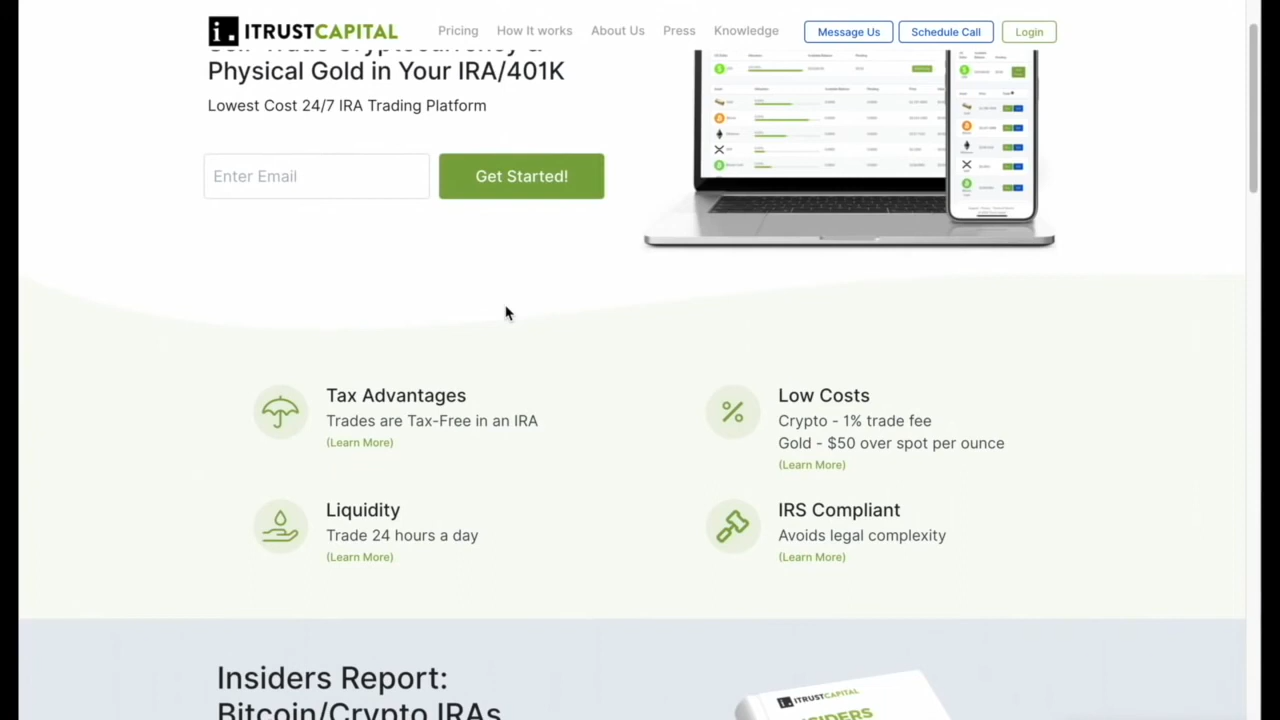 i. ITRUSTCAPITAL
Pricing
How It works
About Us
Press
Knowledge
Message Us
Schedule Call
Login
Physical Gold in Your IRA/401K
Lowest Cost 24/7 IRA Trading Platform
Enter Email
Get Started!
Tax Advantages
Trades are Tax-Free in an IRA
(Learn More)
Low Costs
Crypto - 1% trade fee
Gold - $50 over spot per ounce
(Learn More)
Liquidity
Trade 24 hours a day
(Learn More)
IRS Compliant
Avoids legal complexity
(Learn More)
Insiders Report:
Bitcoin/Crypto IRAs
i. ITRUSTCAPITAL
INSIDERS